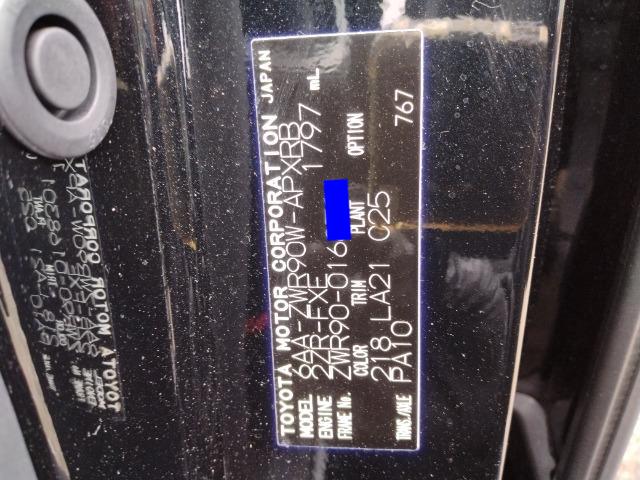 TOYOTA MOTOR CORPORATION JAPAN
MODEL 6AA-ZWR90W-APXRB
ENGINE 2ZR-FXE 1797 mL
FRAME No. ZWR90-016
COLOR TRIM PLANT OPTION
218 LA21 C25
TRANS./AXLE PA10 767